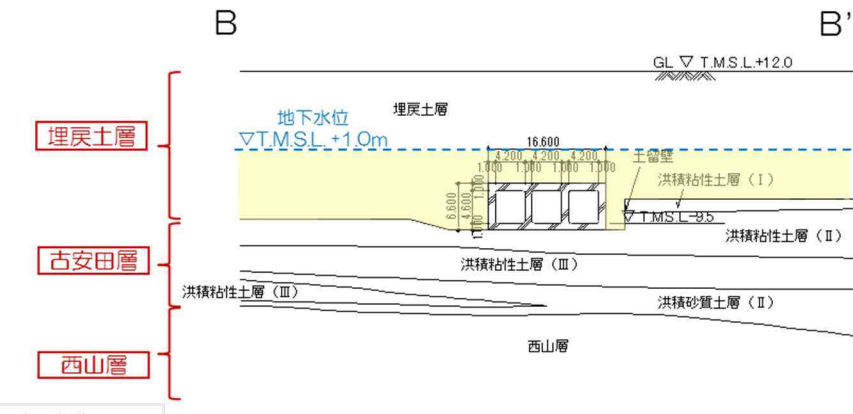 B
B'
GL ▽ T.M.S.L.+12.0
埋戻土層
地下水位
▽T.M.S.L. +1.0m
埋戻土層
16.600
土留壁
4.200 4.200 4.200
1.000 1.000 1.000 1.000
洪積粘性土層（Ⅰ）
1.000
6.600
4.600
1.000
▽ T.M.S.L-9.5
洪積粘性土層（Ⅱ）
古安田層
洪積粘性土層（Ⅲ）
洪積粘性土層（Ⅲ）
洪積砂質土層（Ⅱ）
西山層
西山層